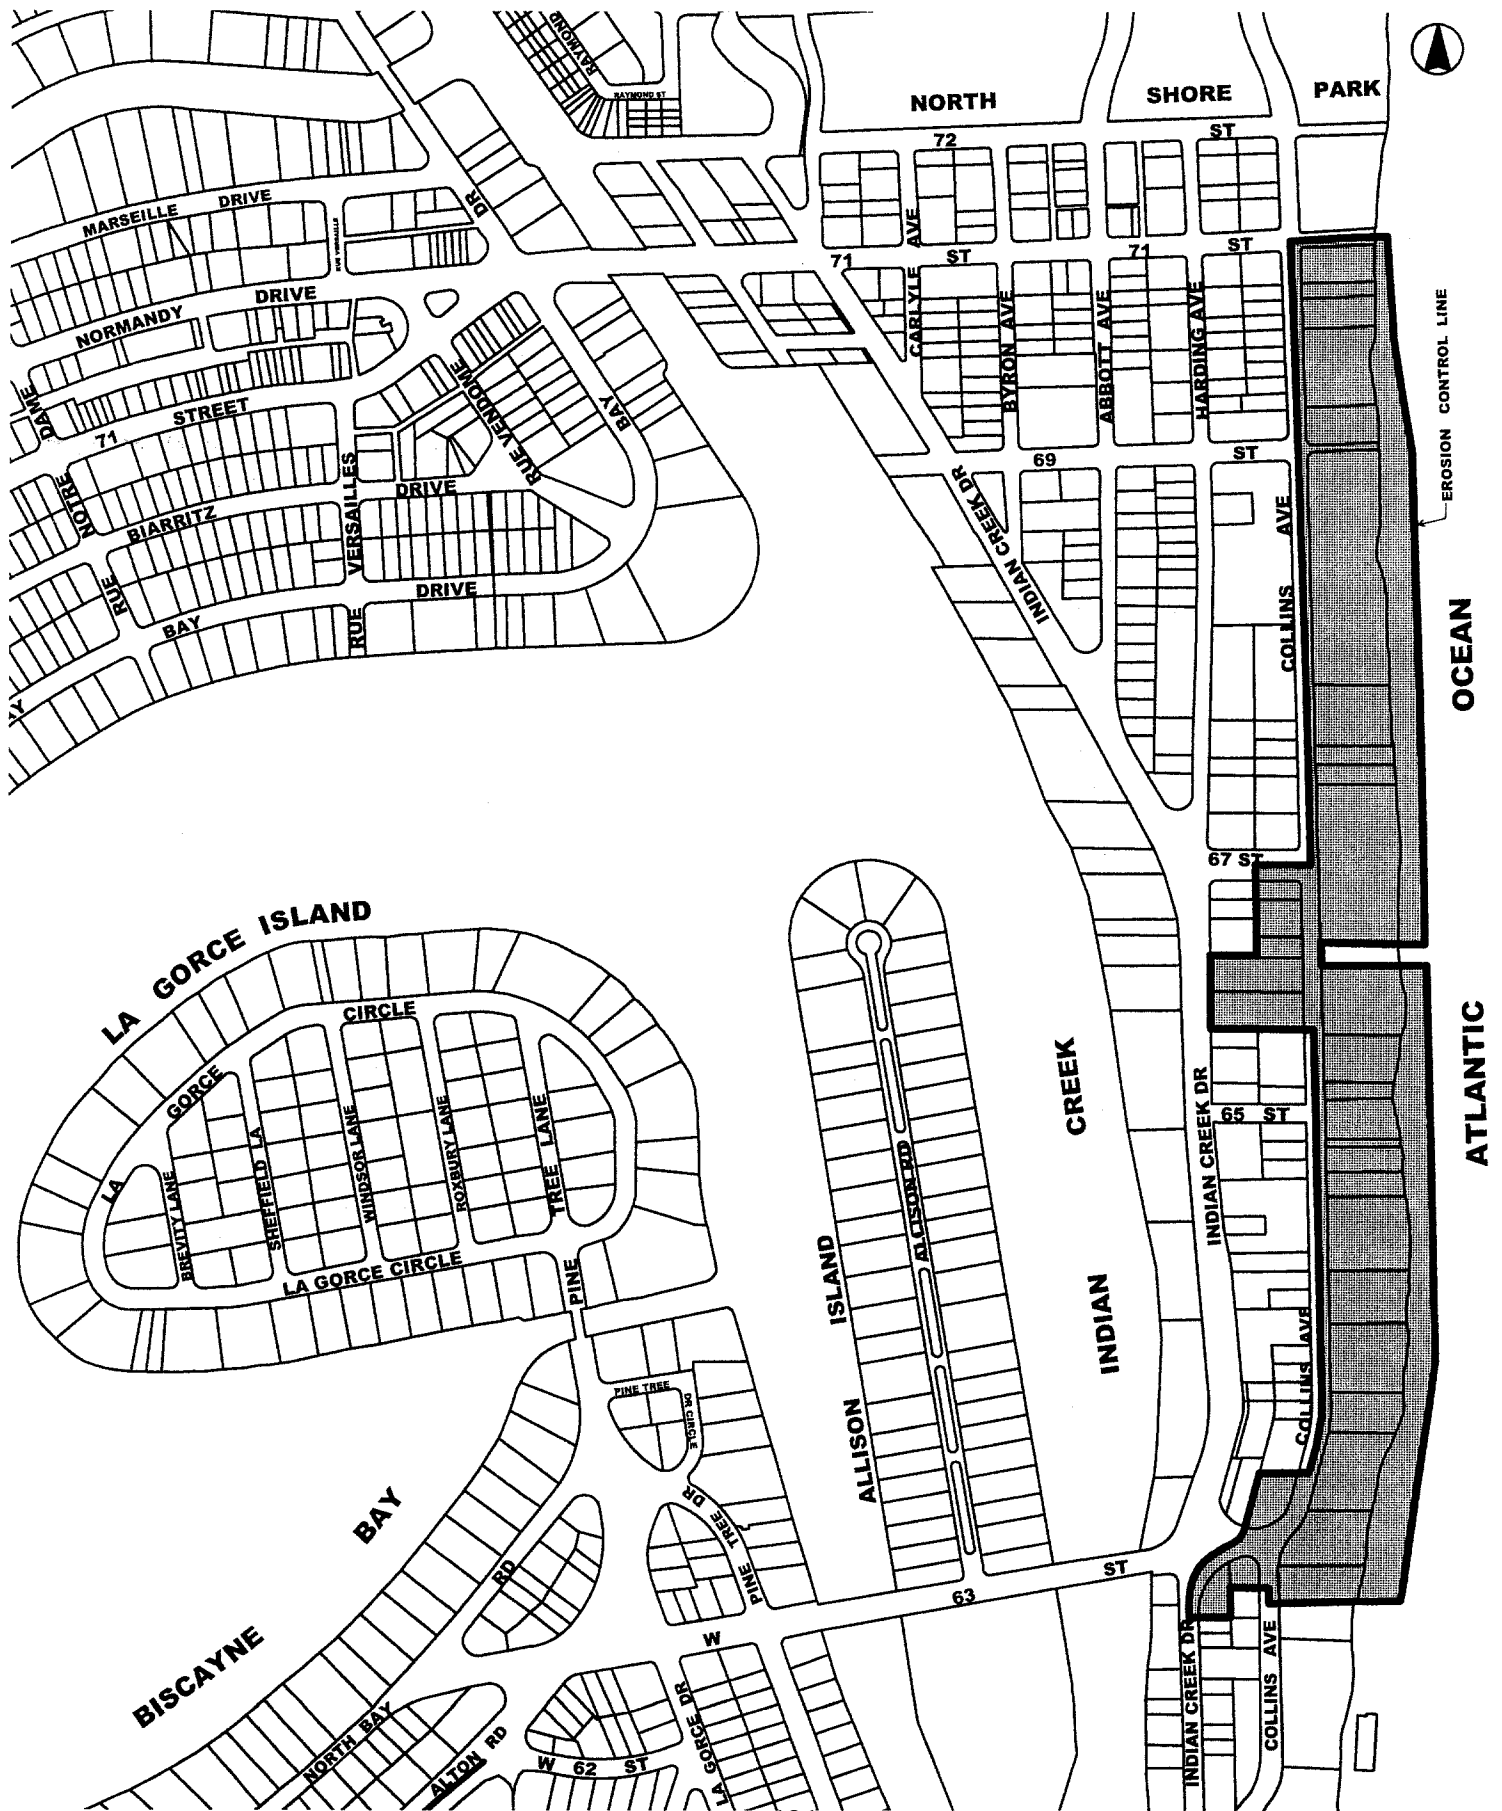 RAYMOND
RAYMOND ST
NORTH SHORE PARK
72 ST
MARSEILLE DRIVE
DR
RUE VERSAILLES
AVE
71 ST 71 ST
NORMANDY DRIVE
CARLYLE
BYRON AVE
ABBOTT AVE
HARDING AVE
EROSION CONTROL LINE
DAME
71 STREET
RUE VENDOME
BAY
69 ST
NOTRE
BIARRITZ DRIVE
VERSAILLES
INDIAN CREEK DR
AVE
COLLINS
RUE
BAY DRIVE
RUE
OCEAN
67 ST
LA GORCE ISLAND
CIRCLE
GORCE
LA
BREVITY LANE
SHEFFIELD LA
WINDSOR LANE
ROXBURY LANE
TREE LANE
LA GORCE CIRCLE
PINE
ALLISON RD
ISLAND
ALLISON
CREEK
INDIAN
INDIAN CREEK DR
65 ST
ATLANTIC
COLLINS AVE
PINE TREE
DR CIRCLE
PINE TREE DR
BAY
BISCAYNE
RD
63 ST
W
INDIAN CREEK DR
COLLINS AVE
NORTH BAY
ALTON RD
W 62 ST
LA GORCE DR